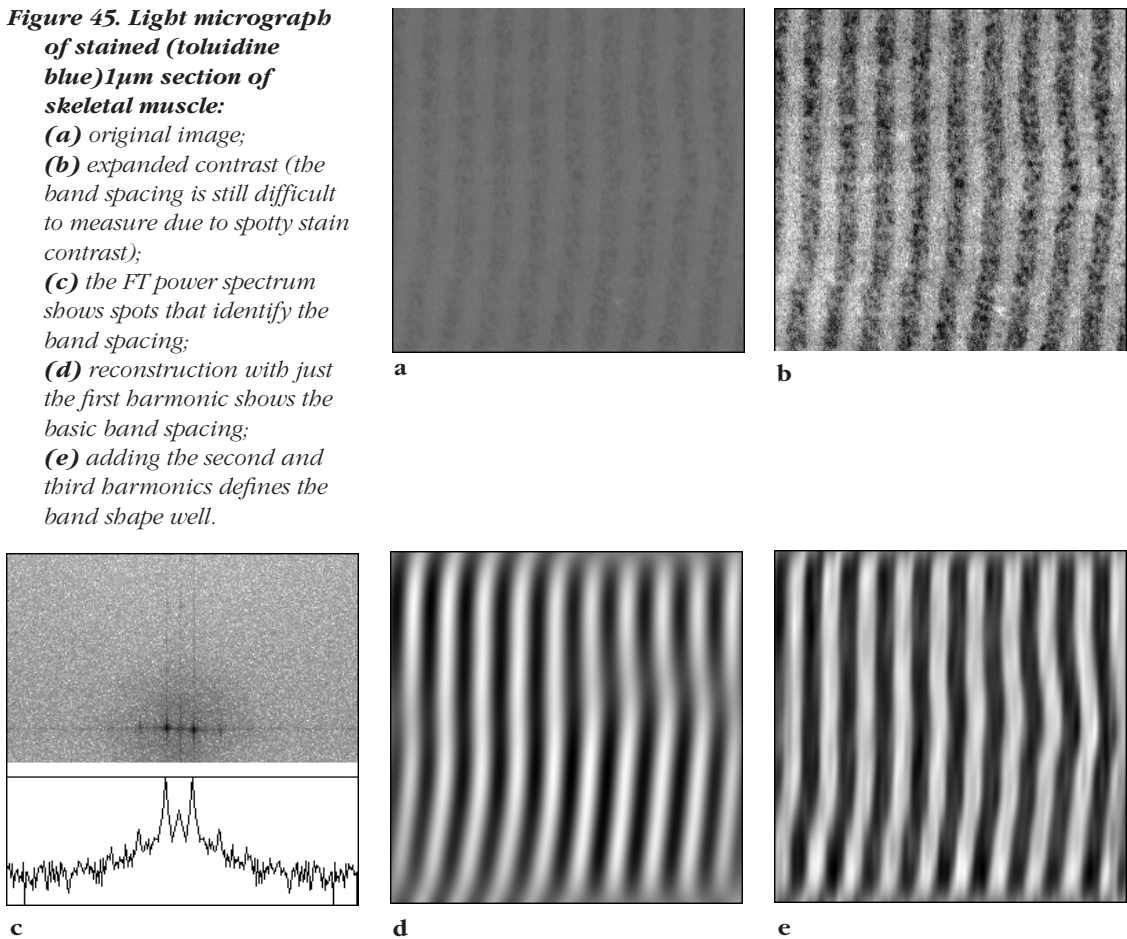 Figure 45. Light micrograph
of stained (toluidine
blue)1µm section of
skeletal muscle:
(a) original image;
(b) expanded contrast (the
band spacing is still difficult
to measure due to spotty stain
contrast);
(c) the FT power spectrum
shows spots that identify the
band spacing;
(d) reconstruction with just
the first harmonic shows the
basic band spacing;
(e) adding the second and
third harmonics defines the
band shape well.
a
b
c
d
e